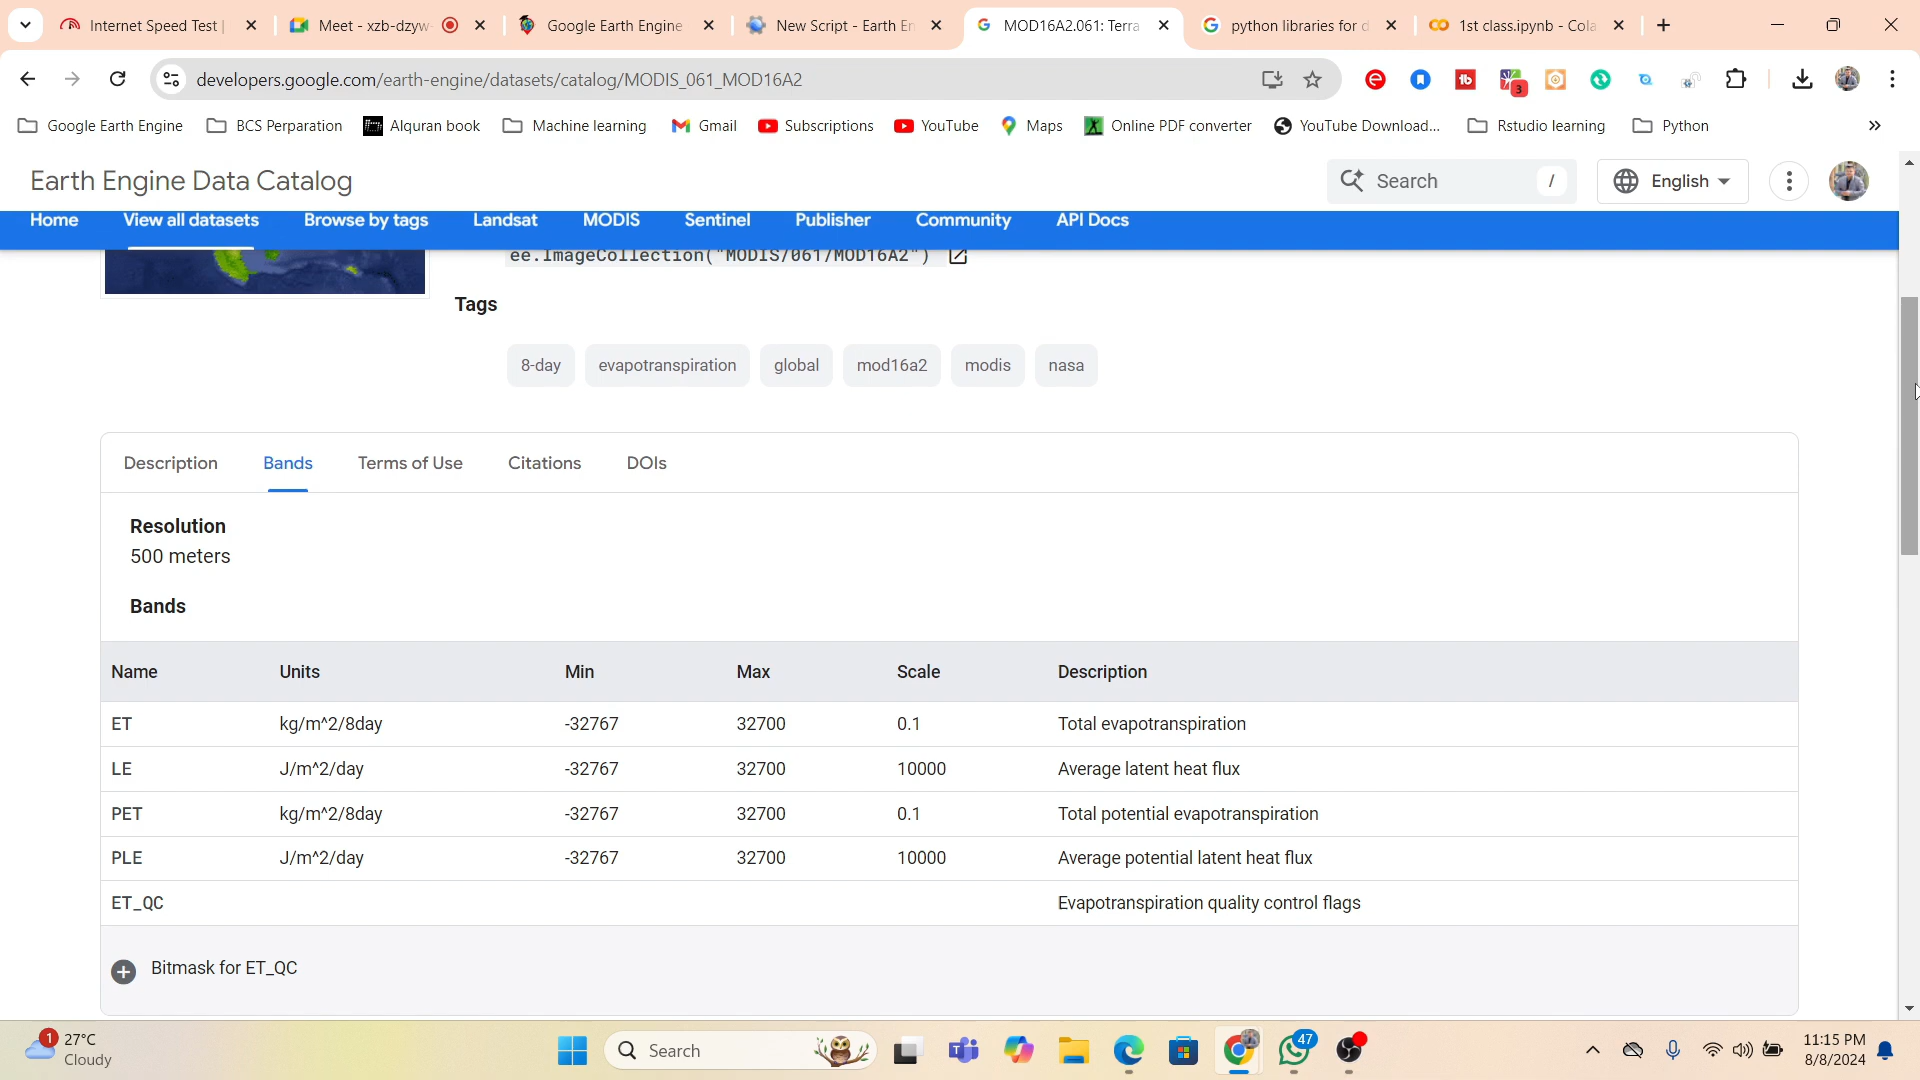 Internet Speed Test | Meet - xzb-dzyw- Google Earth Engine New Script - Earth En MOD16A2.061: Terra python libraries for d 1st class.ipynb - Cola
developers.google.com/earth-engine/datasets/catalog/MODIS_061_MOD16A2 3
Google Earth Engine BCS Perparation Alquran book Machine learning Gmail Subscriptions YouTube Maps Online PDF converter YouTube Download... Rstudio learning Python »
Earth Engine Data Catalog Search / English
Home View all datasets Browse by tags Landsat MODIS Sentinel Publisher Community API Docs
ee.ImageCollection("MODIS/061/MOD16A2")
Tags
8-day evapotranspiration global mod16a2 modis nasa
Description Bands Terms of Use Citations DOIs
Resolution
500 meters
Bands
Name Units Min Max Scale Description
ET kg/m^2/8day -32767 32700 0.1 Total evapotranspiration
LE J/m^2/day -32767 32700 10000 Average latent heat flux
PET kg/m^2/8day -32767 32700 0.1 Total potential evapotranspiration
PLE J/m^2/day -32767 32700 10000 Average potential latent heat flux
ET_QC Evapotranspiration quality control flags
Bitmask for ET_QC
1 27°C
Cloudy
Search
47
11:15 PM
8/8/2024